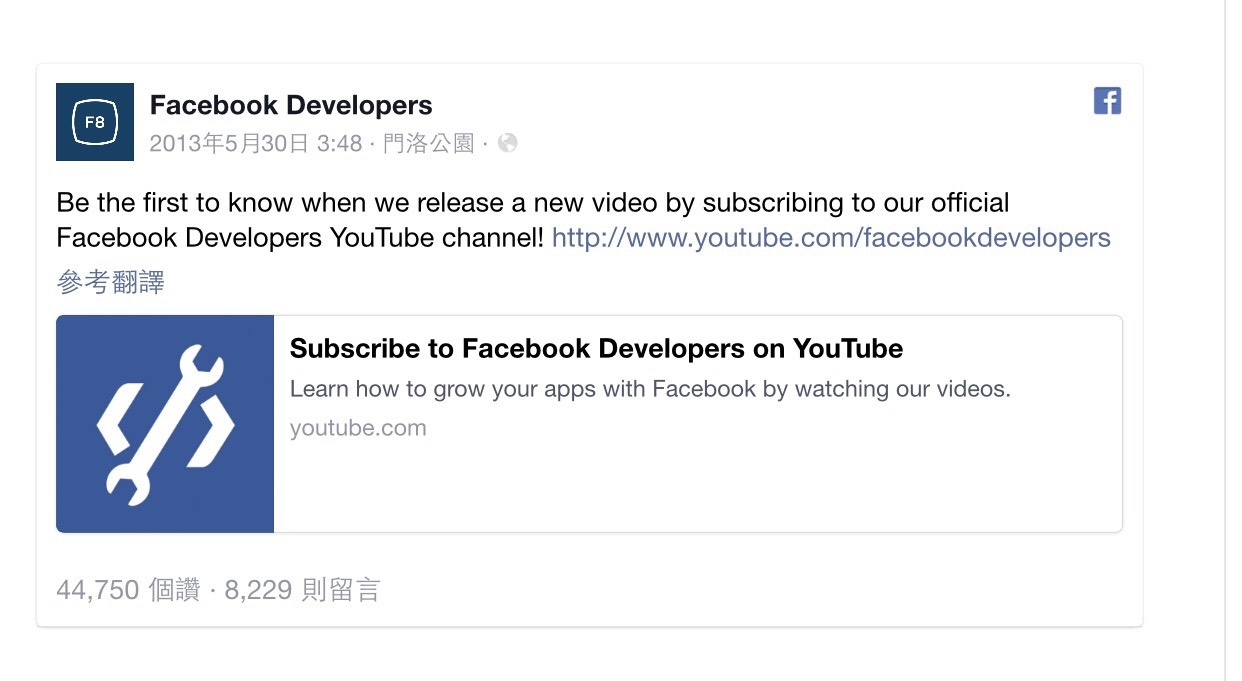 F8
Facebook Developers
2013年5月30日 3:48 · 門洛公園 ·
Be the first to know when we release a new video by subscribing to our official
Facebook Developers YouTube channel! http://www.youtube.com/facebookdevelopers
參考翻譯
Subscribe to Facebook Developers on YouTube
Learn how to grow your apps with Facebook by watching our videos.
youtube.com
44,750 個讚 · 8,229 則留言